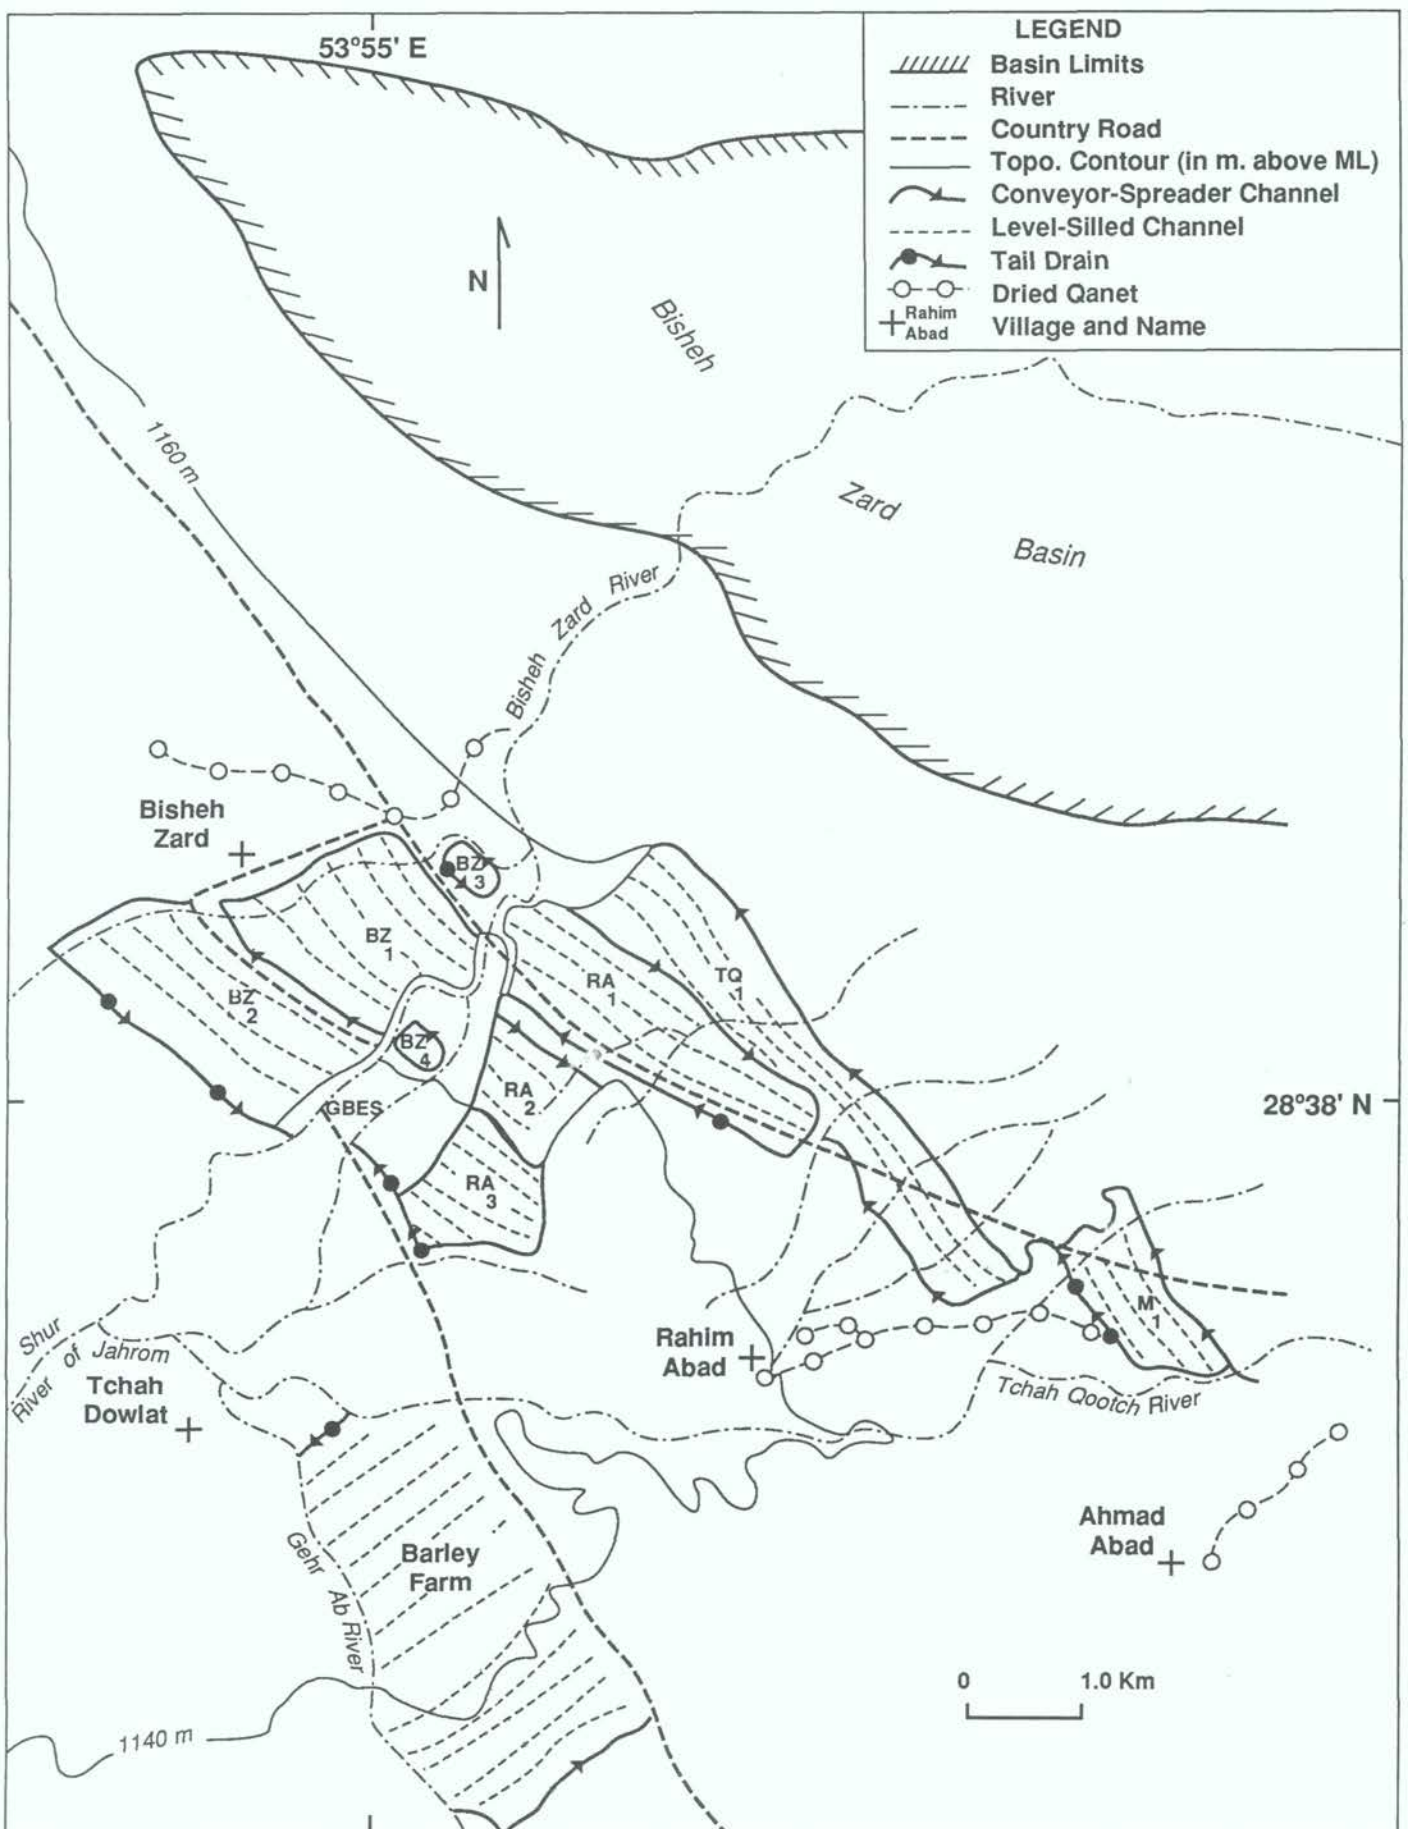 53°55' E
LEGEND
Basin Limits
River
Country Road
Topo. Contour (in m. above ML)
Conveyor-Spreader Channel
Level-Silled Channel
Tail Drain
Dried Qanet
Rahim
Abad
Village and Name
N
Bisheh
Zard
Basin
1160 m
Bisheh Zard River
Bisheh
Zard
BZ
3
BZ
1
BZ
2
BZ
4
RA
1
TQ
1
RA
2
GBES
28°38' N
RA
3
M
1
Shur
River of Jahrom
Rahim
Abad
Tchah
Dowlat
Tchah Qootch River
Ahmad
Abad
Barley
Farm
Gehr Ab River
0 1.0 Km
1140 m